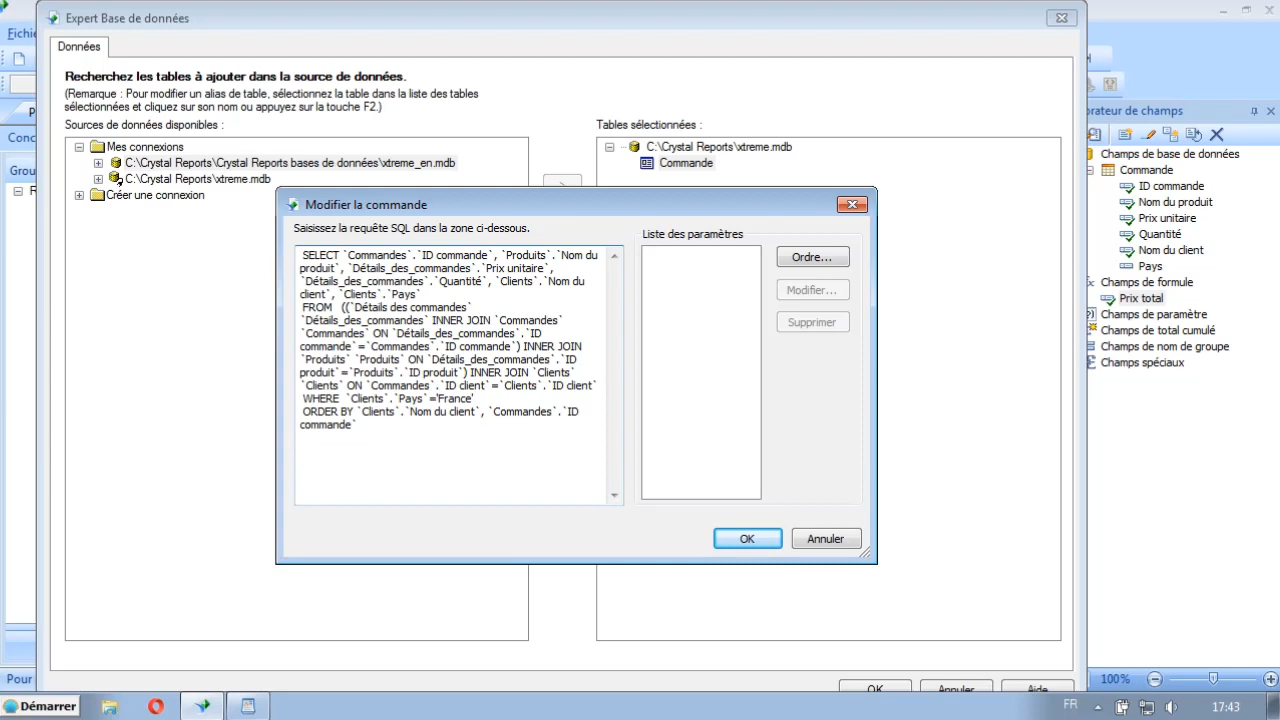 Expert Base de données
Fichie
Données
Recherchez les tables à ajouter dans la source de données.
(Remarque : Pour modifier un alias de table, sélectionnez la table dans la liste des tables
sélectionnées et cliquez sur son nom ou appuyez sur la touche F2.)
Sources de données disponibles :
Mes connexions
C:\Crystal Reports\Crystal Reports bases de données\xtreme_en.mdb
C:\Crystal Reports\xtreme.mdb
Créer une connexion
Tables sélectionnées :
C:\Crystal Reports\xtreme.mdb
Commande
Conc
Grou
Modifier la commande
Saisissez la requête SQL dans la zone ci-dessous.
SELECT `Commandes`.`ID commande`, `Produits`.`Nom du
produit`, `Détails_des_commandes`.`Prix unitaire`,
`Détails_des_commandes`.`Quantité`, `Clients`.`Nom du
client`, `Clients`.`Pays`
FROM ((`Détails des commandes`
`Détails_des_commandes` INNER JOIN `Commandes`
`Commandes` ON `Détails_des_commandes`.`ID
commande`=`Commandes`.`ID commande`) INNER JOIN
`Produits` `Produits` ON `Détails_des_commandes`.`ID
produit`=`Produits`.`ID produit`) INNER JOIN `Clients`
`Clients` ON `Commandes`.`ID client`=`Clients`.`ID client`
WHERE `Clients`.`Pays`='France'
ORDER BY `Clients`.`Nom du client`, `Commandes`.`ID
commande`
Liste des paramètres
Ordre...
Modifier...
Supprimer
OK
Annuler
rateur de champs
Champs de base de données
Commande
ID commande
Nom du produit
Prix unitaire
Quantité
Nom du client
Pays
Champs de formule
Prix total
Champs de paramètre
Champs de total cumulé
Champs de nom de groupe
Champs spéciaux
OK
Annuler
Aide
Pour
100%
Démarrer
FR
17:43